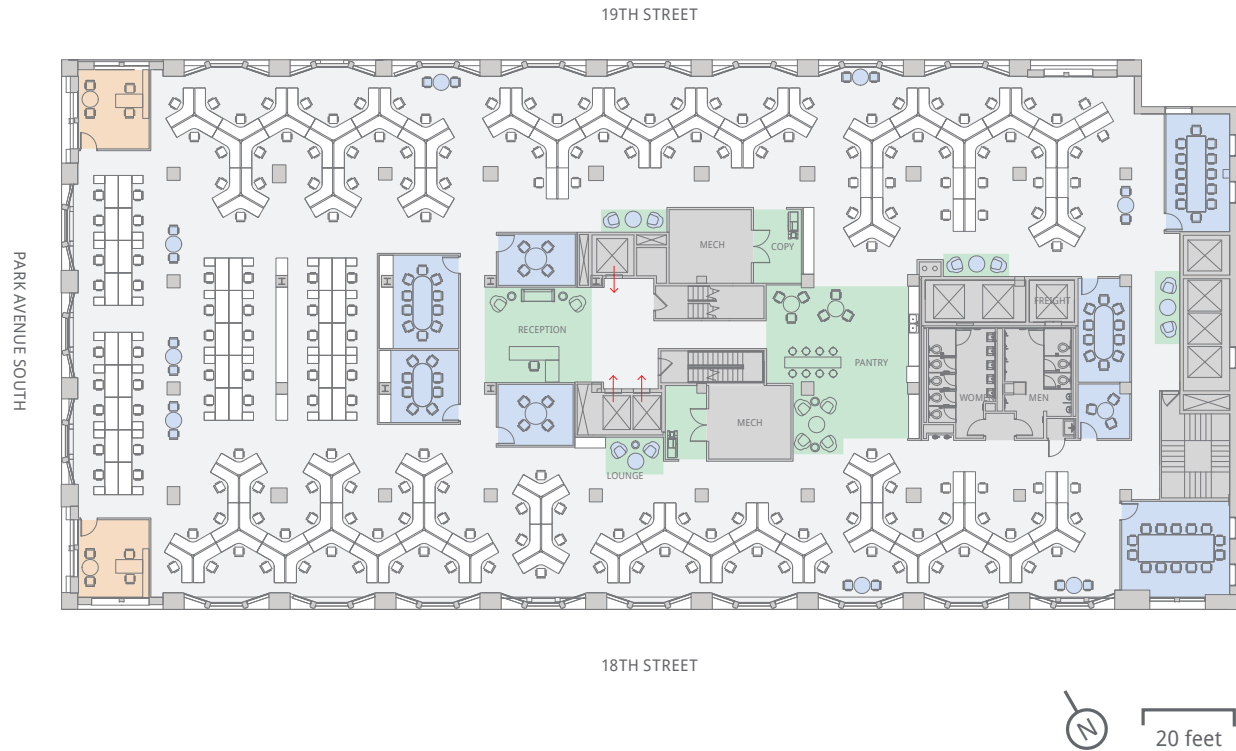 19TH STREET
PARK AVENUE SOUTH
MECH
COPY
RECEPTION
FREIGHT
PANTRY
WOMEN
MEN
MECH
LOUNGE
18TH STREET
N
20 feet